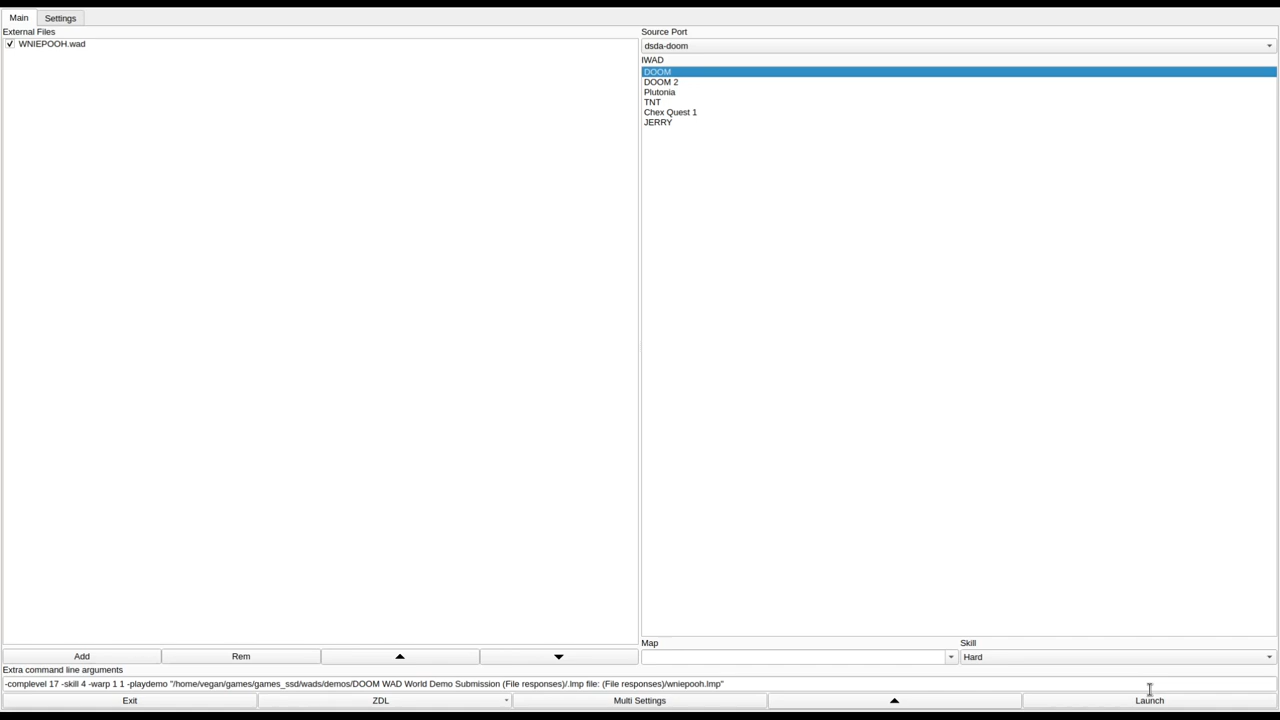 Main Settings
External Files
WNIEPOOH.wad
Source Port
dsda-doom
IWAD
DOOM
DOOM 2
Plutonia
TNT
Chex Quest 1
JERRY
Map Skill
Hard
Add Rem
Extra command line arguments
-complevel 17 -skill 4 -warp 1 1 -playdemo "/home/vegan/games/games_ssd/wads/demos/DOOM WAD World Demo Submission (File responses)/.lmp file: (File responses)/wniepooh.lmp"
Exit ZDL Multi Settings Launch